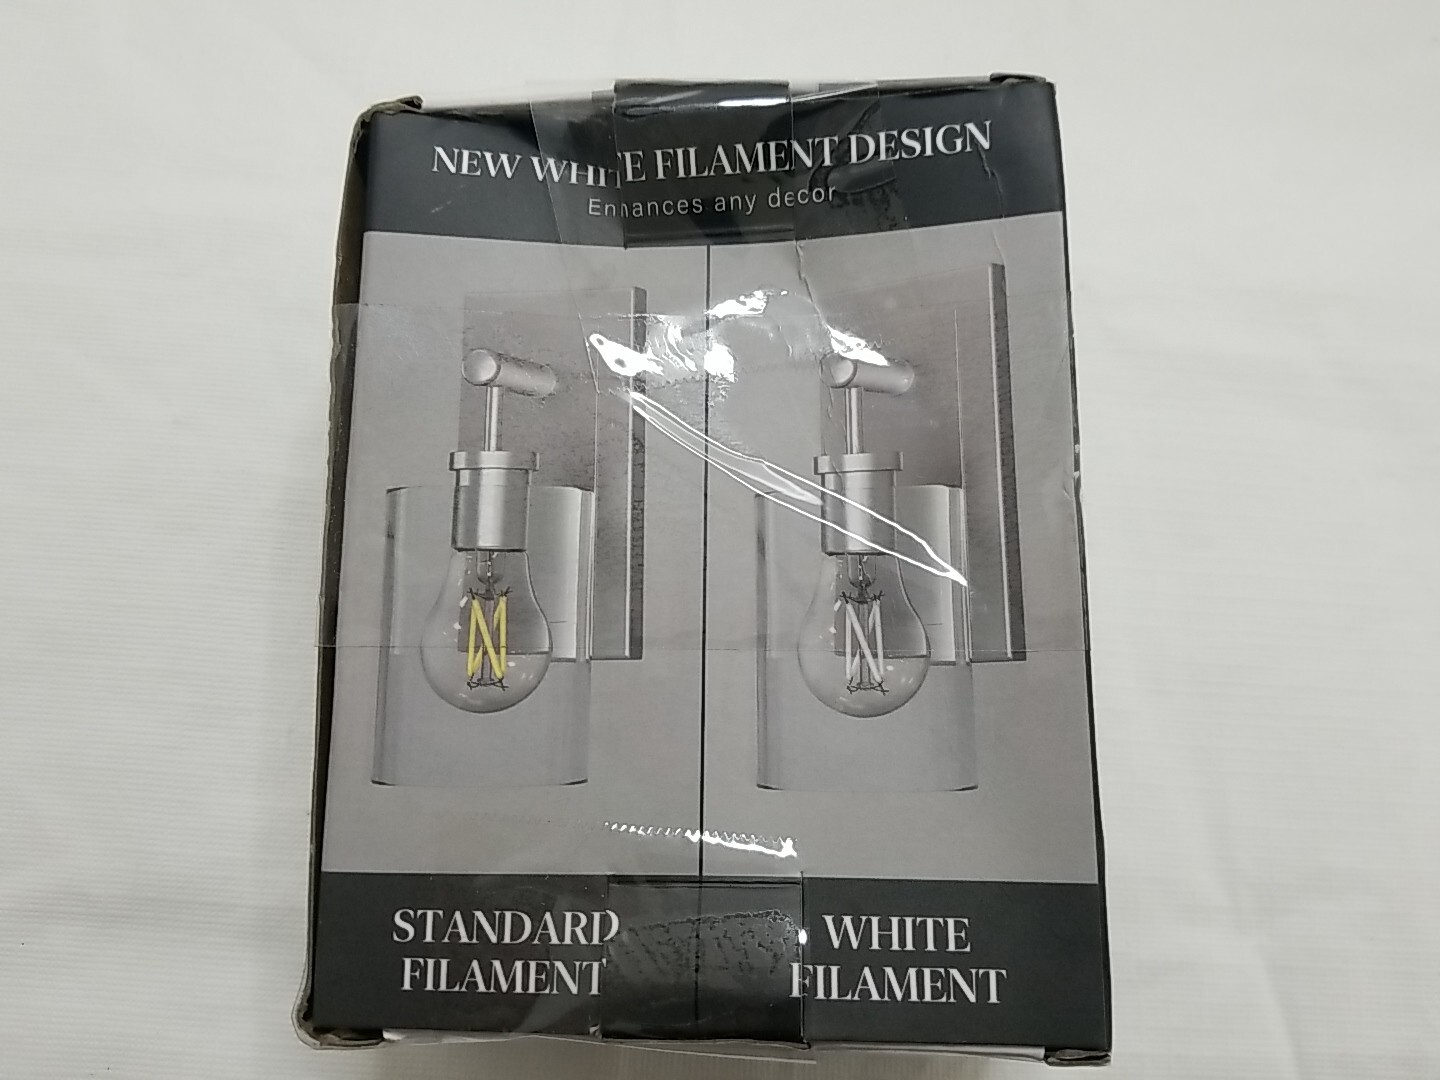 NEW WHITE FILAMENT DESIGN
Enhances any decor
STANDARD
FILAMENT
WHITE
FILAMENT